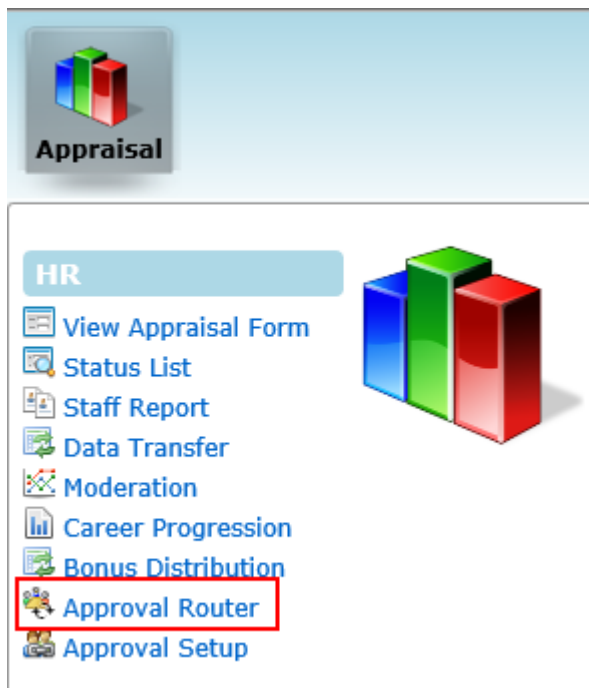 Appraisal
HR
View Appraisal Form
Status List
Staff Report
Data Transfer
Moderation
Career Progression
Bonus Distribution
Approval Router
Approval Setup